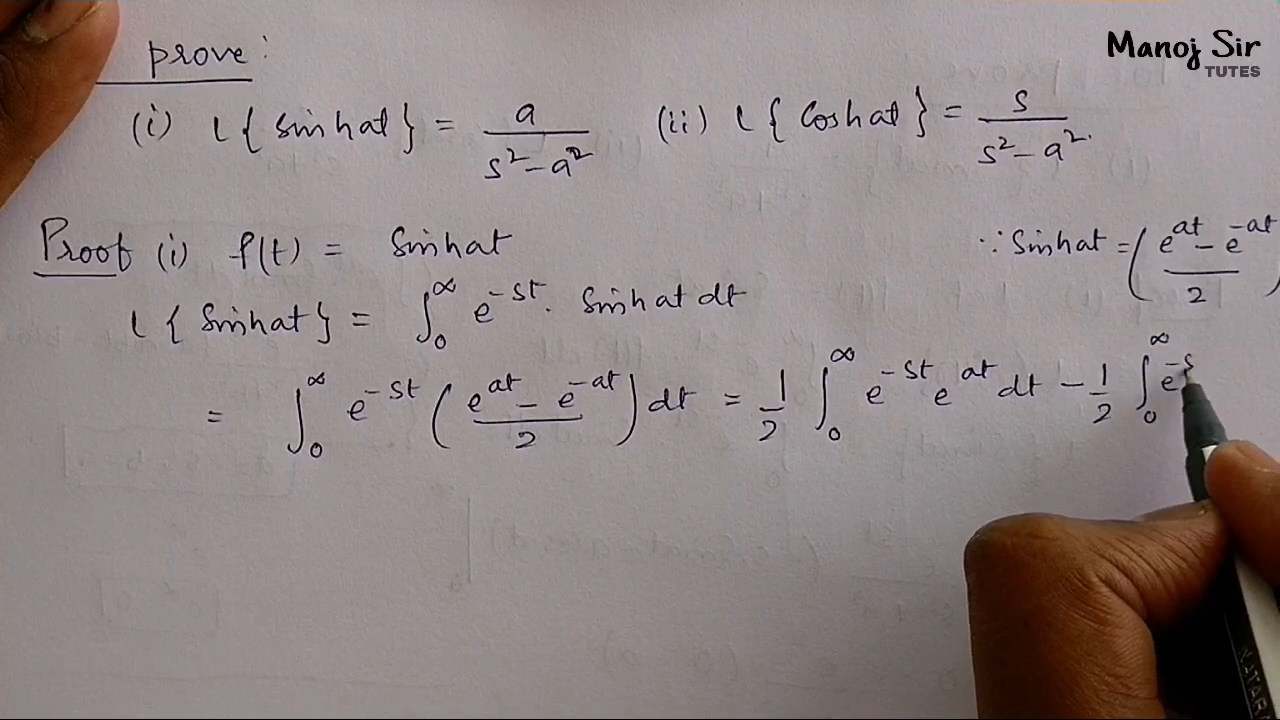 Manoj Sir
TUTES
prove:
(i) L{sinhat} = a/(s²-a²) (ii) L{coshat} = s/(s²-a²).
Proof (i) f(t) = Sinhat ∵ Sinhat = ((e^at - e^-at)/2)
L{Sinhat} = ∫₀^∞ e^-st. Sinhat dt
= ∫₀^∞ e^-st ((e^at - e^-at)/2) dt = 1/2 ∫₀^∞ e^-st e^at dt - 1/2 ∫₀^∞ e^-s